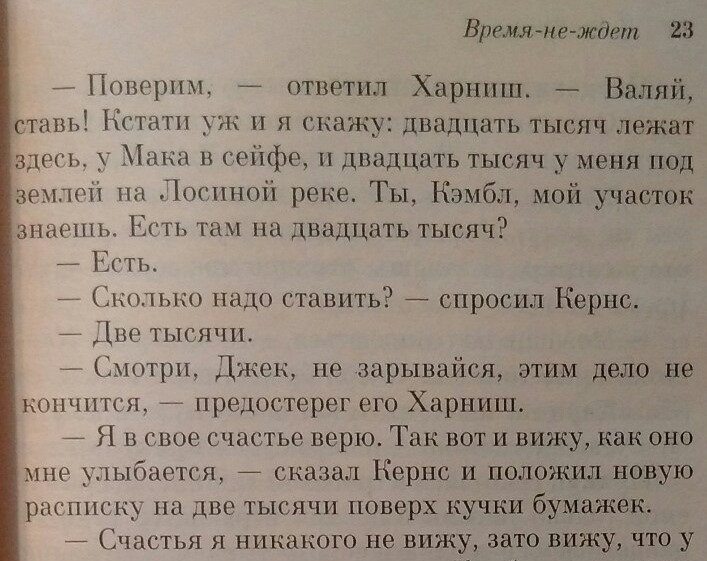 Время-не-ждет 23
— Поверим, — ответил Харниш. — Валяй,
ставь! Кстати уж и я скажу: двадцать тысяч лежат
здесь, у Мака в сейфе, и двадцать тысяч у меня под
землей на Лосиной реке. Ты, Кэмбл, мой участок
знаешь. Есть там на двадцать тысяч?
— Есть.
— Сколько надо ставить? — спросил Кернс.
— Две тысячи.
— Смотри, Джек, не зарывайся, этим дело не
кончится, — предостерег его Харниш.
— Я в свое счастье верю. Так вот и вижу, как оно
мне улыбается, — сказал Кернс и положил новую
расписку на две тысячи поверх кучки бумажек.
— Счастья я никакого не вижу, зато вижу, что у